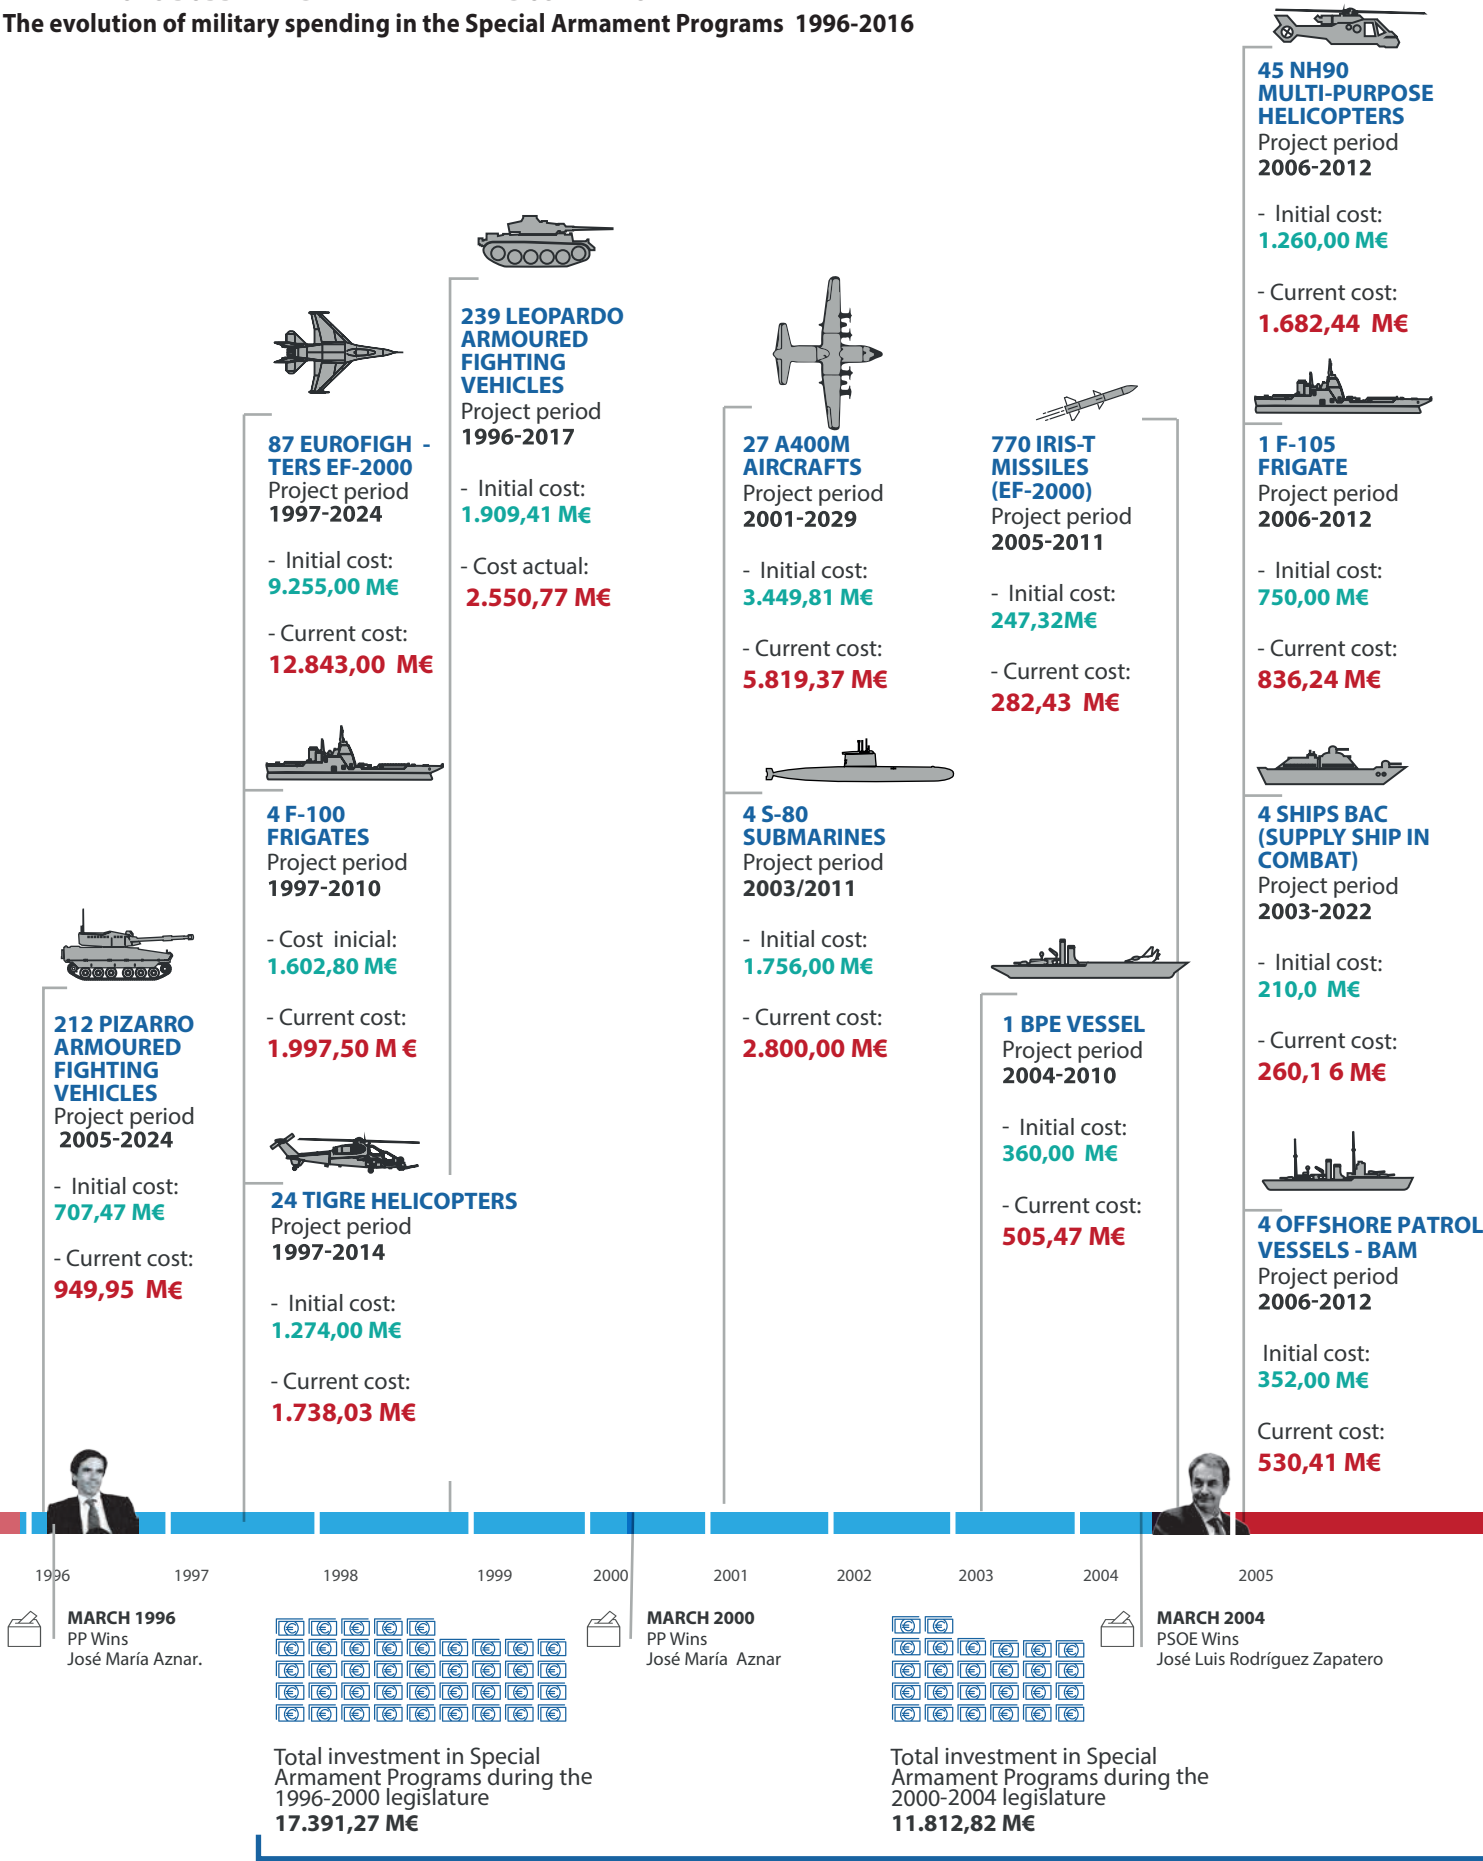 The evolution of military spending in the Special Armament Programs 1996-2016
45 NH90
MULTI-PURPOSE
HELICOPTERS
Project period
2006-2012
- Initial cost:
1.260,00 M€
- Current cost:
1.682,44 M€
239 LEOPARDO
ARMOURED
FIGHTING
VEHICLES
Project period
1996-2017
- Initial cost:
1.909,41 M€
- Cost actual:
2.550,77 M€
87 EUROFIGH -
TERS EF-2000
Project period
1997-2024
- Initial cost:
9.255,00 M€
- Current cost:
12.843,00 M€
27 A400M
AIRCRAFTS
Project period
2001-2029
- Initial cost:
3.449,81 M€
- Current cost:
5.819,37 M€
770 IRIS-T
MISSILES
(EF-2000)
Project period
2005-2011
- Initial cost:
247,32M€
- Current cost:
282,43 M€
1 F-105
FRIGATE
Project period
2006-2012
- Initial cost:
750,00 M€
- Current cost:
836,24 M€
4 F-100
FRIGATES
Project period
1997-2010
- Cost inicial:
1.602,80 M€
- Current cost:
1.997,50 M €
4 S-80
SUBMARINES
Project period
2003/2011
- Initial cost:
1.756,00 M€
- Current cost:
2.800,00 M€
4 SHIPS BAC
(SUPPLY SHIP IN
COMBAT)
Project period
2003-2022
- Initial cost:
210,0 M€
- Current cost:
260,1 6 M€
212 PIZARRO
ARMOURED
FIGHTING
VEHICLES
Project period
2005-2024
- Initial cost:
707,47 M€
- Current cost:
949,95 M€
1 BPE VESSEL
Project period
2004-2010
- Initial cost:
360,00 M€
- Current cost:
505,47 M€
24 TIGRE HELICOPTERS
Project period
1997-2014
- Initial cost:
1.274,00 M€
- Current cost:
1.738,03 M€
4 OFFSHORE PATROL
VESSELS - BAM
Project period
2006-2012
Initial cost:
352,00 M€
Current cost:
530,41 M€
1996 1997 1998 1999 2000 2001 2002 2003 2004 2005
MARCH 1996
PP Wins
José María Aznar.
MARCH 2000
PP Wins
José María Aznar
MARCH 2004
PSOE Wins
José Luis Rodríguez Zapatero
Total investment in Special
Armament Programs during the
1996-2000 legislature
17.391,27 M€
Total investment in Special
Armament Programs during the
2000-2004 legislature
11.812,82 M€